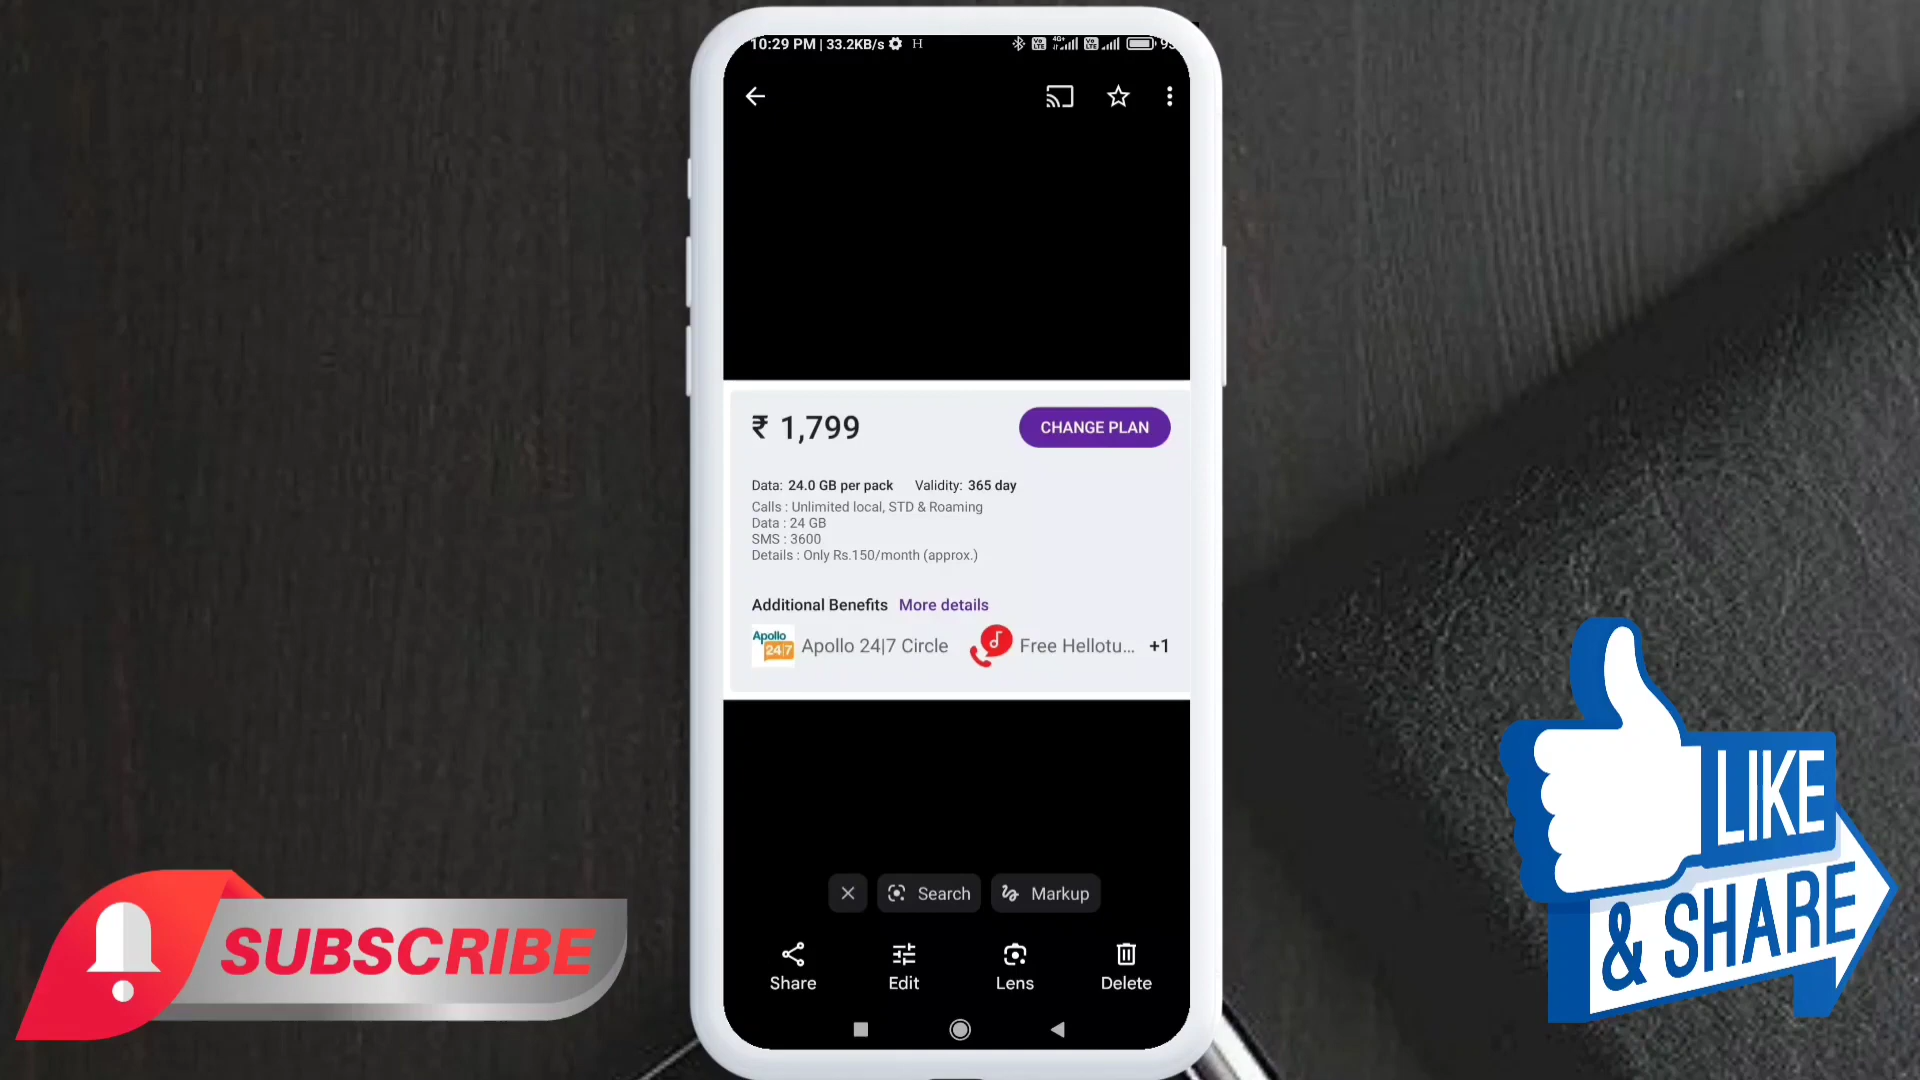 10:29 PM | 33.2KB/s H
₹ 1,799
CHANGE PLAN
Data: 24.0 GB per pack Validity: 365 day
Calls : Unlimited local, STD & Roaming
Data : 24 GB
SMS : 3600
Details : Only Rs.150/month (approx.)
Additional Benefits More details
Apollo 24|7
Apollo 24|7 Circle
Free Hellotu...
+1
Search
Markup
Share
Edit
Lens
Delete
SUBSCRIBE
LIKE
& SHARE